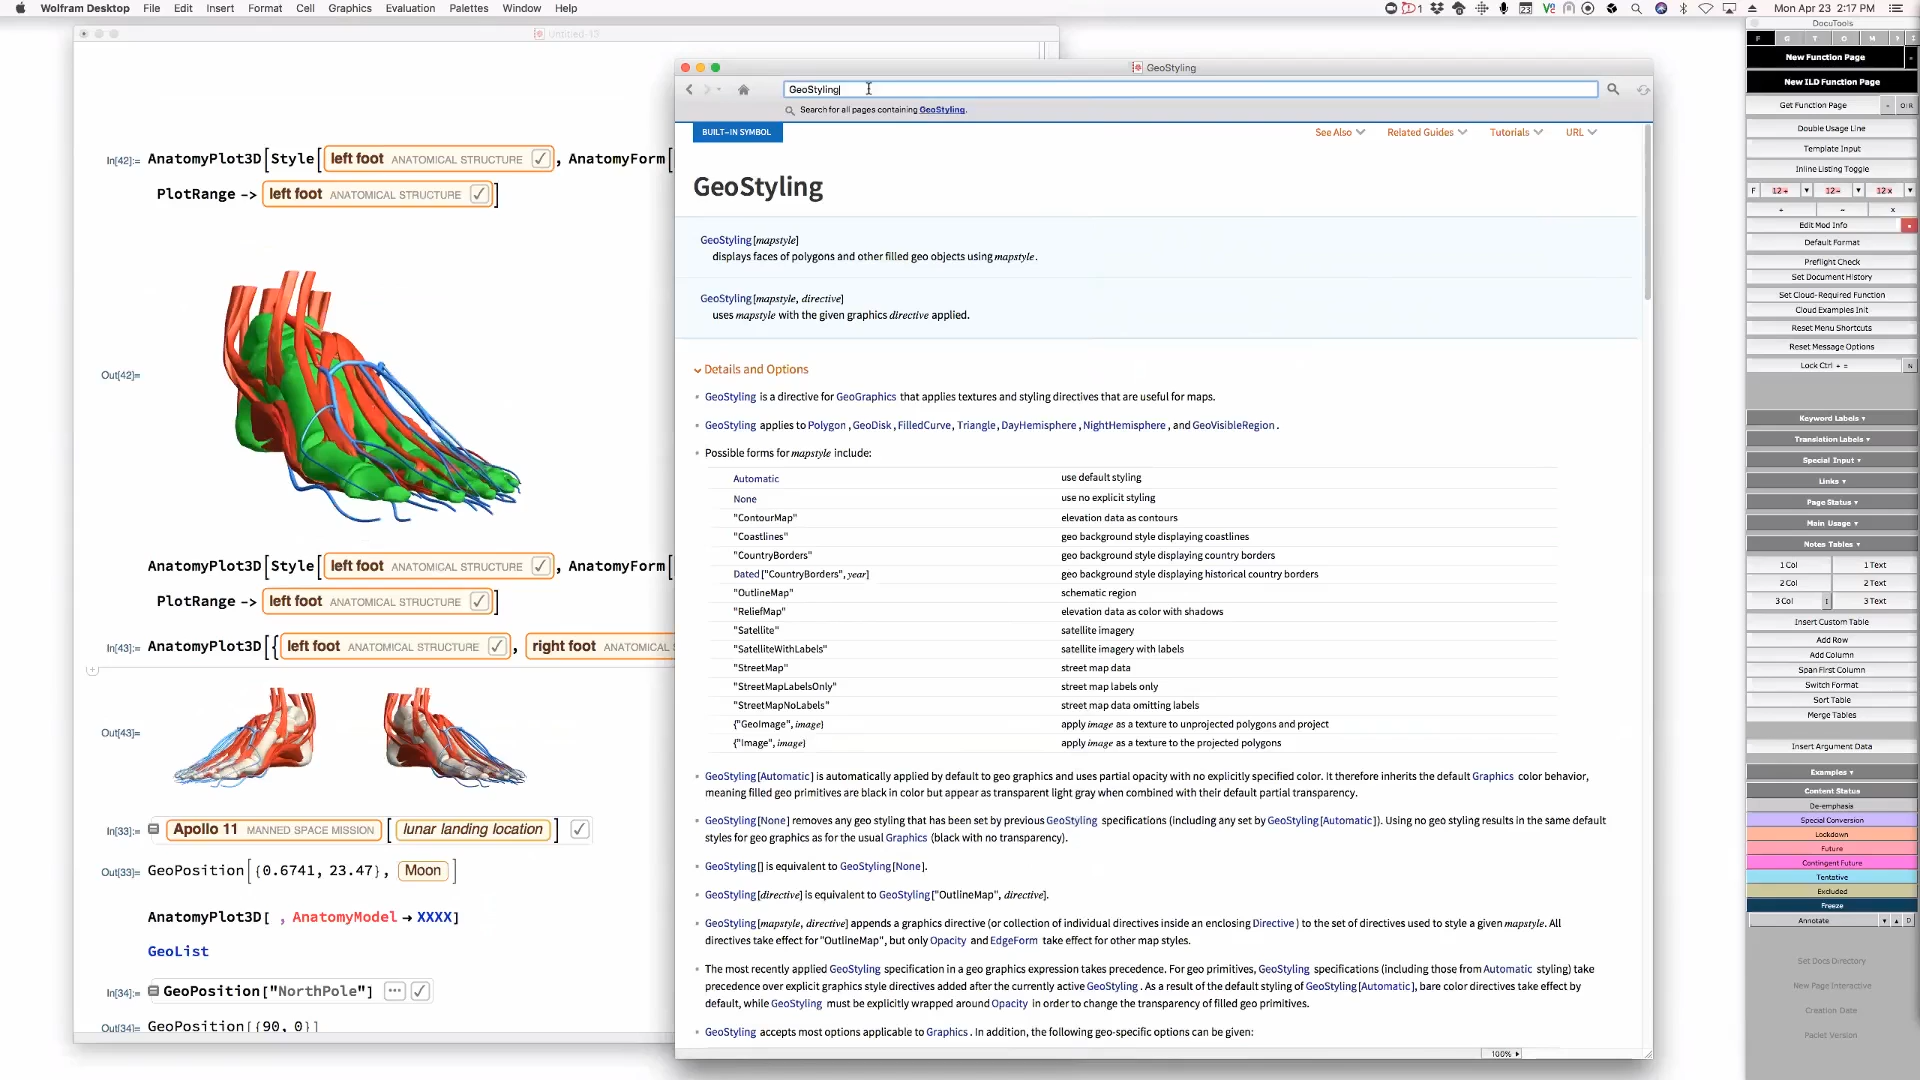 Wolfram Desktop File Edit Insert Format Cell Graphics Evaluation Palettes Window Help
1 23 Mon Apr 23 2:17 PM
Untitled-13
In[42]:= AnatomyPlot3D[Style[ left foot ANATOMICAL STRUCTURE , AnatomyForm[
PlotRange -> left foot ANATOMICAL STRUCTURE ]
Out[42]=
AnatomyPlot3D[Style[ left foot ANATOMICAL STRUCTURE , AnatomyForm[
PlotRange -> left foot ANATOMICAL STRUCTURE ]
In[43]:= AnatomyPlot3D[{ left foot ANATOMICAL STRUCTURE , right foot ANATOMICAL
Out[43]=
In[33]:= Apollo 11 MANNED SPACE MISSION [ lunar landing location ]
Out[33]= GeoPosition[{0.6741, 23.47}, Moon ]
AnatomyPlot3D[ , AnatomyModel → XXXX]
GeoList
In[34]:= GeoPosition["NorthPole"] ...
Out[34]= GeoPosition[{90, 0}]
GeoStyling
GeoStyling
Search for all pages containing GeoStyling.
BUILT-IN SYMBOL See Also Related Guides Tutorials URL
GeoStyling
GeoStyling[mapstyle]
displays faces of polygons and other filled geo objects using mapstyle.
GeoStyling[mapstyle, directive]
uses mapstyle with the given graphics directive applied.
Details and Options
GeoStyling is a directive for GeoGraphics that applies textures and styling directives that are useful for maps.
GeoStyling applies to Polygon, GeoDisk, FilledCurve, Triangle, DayHemisphere, NightHemisphere, and GeoVisibleRegion.
Possible forms for mapstyle include:
Automatic use default styling
None use no explicit styling
"ContourMap" elevation data as contours
"Coastlines" geo background style displaying coastlines
"CountryBorders" geo background style displaying country borders
Dated["CountryBorders", year] geo background style displaying historical country borders
"OutlineMap" schematic region
"ReliefMap" elevation data as color with shadows
"Satellite" satellite imagery
"SatelliteWithLabels" satellite imagery with labels
"StreetMap" street map data
"StreetMapLabelsOnly" street map labels only
"StreetMapNoLabels" street map data omitting labels
{"GeoImage", image} apply image as a texture to unprojected polygons and project
{"Image", image} apply image as a texture to the projected polygons
GeoStyling[Automatic] is automatically applied by default to geo graphics and uses partial opacity with no explicitly specified color. It therefore inherits the default Graphics color behavior,
meaning filled geo primitives are black in color but appear as transparent light gray when combined with their default partial transparency.
GeoStyling[None] removes any geo styling that has been set by previous GeoStyling specifications (including any set by GeoStyling[Automatic]). Using no geo styling results in the same default
styles for geo graphics as for the usual Graphics (black with no transparency).
GeoStyling[] is equivalent to GeoStyling[None].
GeoStyling[directive] is equivalent to GeoStyling["OutlineMap", directive].
GeoStyling[mapstyle, directive] appends a graphics directive (or collection of individual directives inside an enclosing Directive) to the set of directives used to style a given mapstyle. All
directives take effect for "OutlineMap", but only Opacity and EdgeForm take effect for other map styles.
The most recently applied GeoStyling specification in a geo graphics expression takes precedence. For geo primitives, GeoStyling specifications (including those from Automatic styling) take
precedence over explicit graphics style directives added after the currently active GeoStyling. As a result of the default styling of GeoStyling[Automatic], bare color directives take effect by
default, while GeoStyling must be explicitly wrapped around Opacity in order to change the transparency of filled geo primitives.
GeoStyling accepts most options applicable to Graphics. In addition, the following geo-specific options can be given:
100%
DocuTools
F G T O M ?
New Function Page
New ILD Function Page
Get Function Page - O|R
Double Usage Line
Template Input
Inline Listing Toggle
F 12+ 12- 12x
+ - x
Edit Mod Info
Default Format
Preflight Check
Set Document History
Set Cloud-Required Function
Cloud Examples Init
Reset Menu Shortcuts
Reset Message Options
Lock Ctrl + = N
Keyword Labels
Translation Labels
Special Input
Links
Page Status
Main Usage
Notes Tables
1 Col 1 Text
2 Col 2 Text
3 Col I 3 Text
Insert Custom Table
Add Row
Add Column
Span First Column
Switch Format
Sort Table
Merge Tables
Insert Argument Data
Examples
Content Status
De-emphasis
Special Conversion
Lockdown
Future
Contingent Future
Tentative
Excluded
Freeze
Annotate D
Set Docs Directory
New Page Interactive
Creation Date
Paclet Version